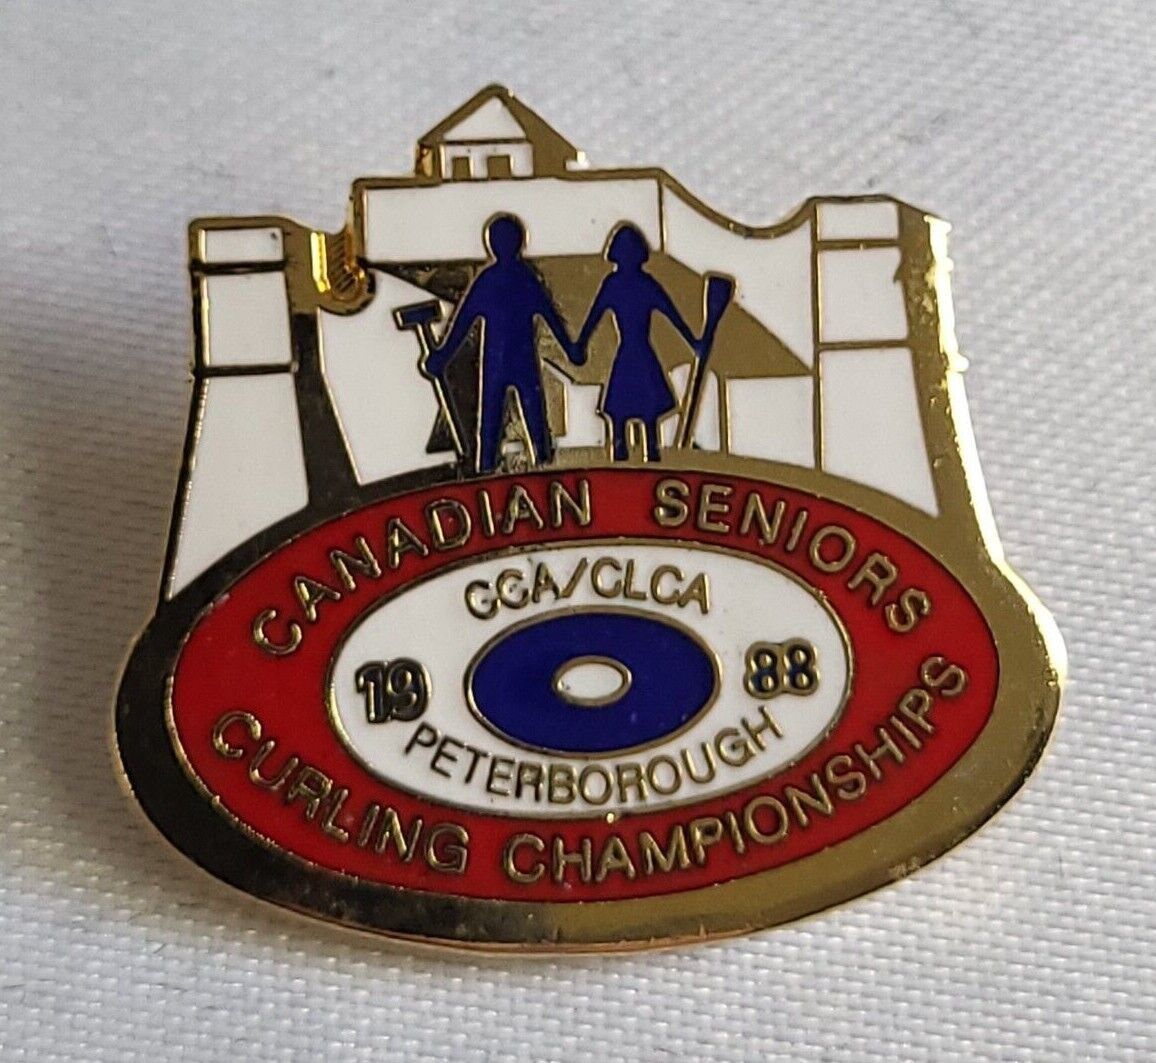 CANADIAN SENIORS
CCA/CLCA
19 88
PETERBOROUGH
CURLING CHAMPIONSHIPS